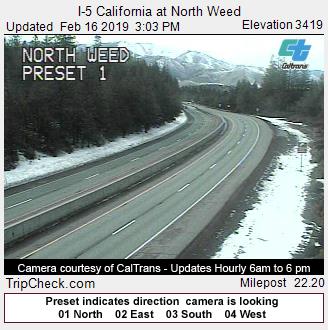 I-5 California at North Weed
Updated Feb 16 2019 3:03 PM Elevation 3419
NORTH WEED
PRESET 1
Ct
Caltrans
Camera courtesy of CalTrans - Updates Hourly 6am to 6 pm
TripCheck.com Milepost 22.20
Preset indicates direction camera is looking
01 North 02 East 03 South 04 West